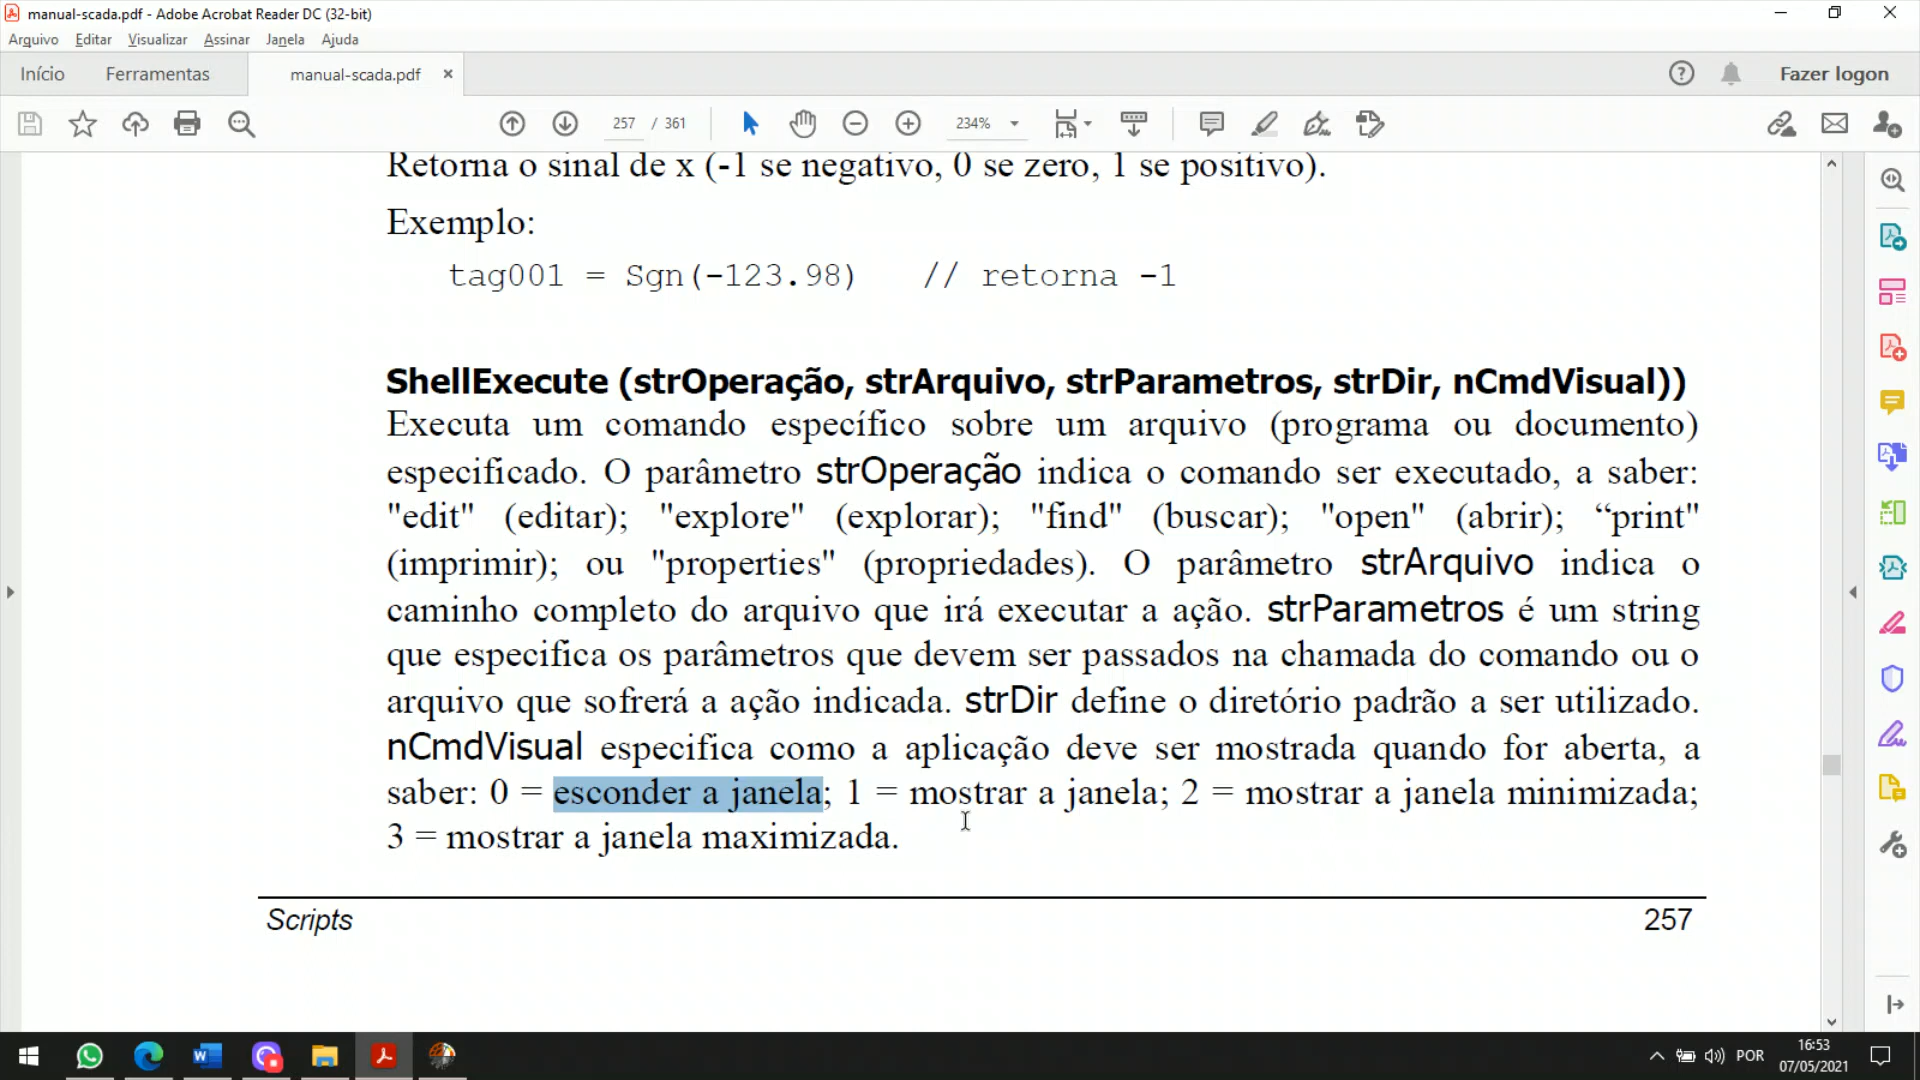 manual-scada.pdf - Adobe Acrobat Reader DC (32-bit)
Arquivo Editar Visualizar Assinar Janela Ajuda
Início Ferramentas manual-scada.pdf × Fazer logon
257 / 361 234%
Retorna o sinal de x (-1 se negativo, 0 se zero, 1 se positivo).
Exemplo:
tag001 = Sgn(-123.98) // retorna -1
ShellExecute (strOperação, strArquivo, strParametros, strDir, nCmdVisual))
Executa um comando específico sobre um arquivo (programa ou documento)
especificado. O parâmetro strOperação indica o comando ser executado, a saber:
"edit" (editar); "explore" (explorar); "find" (buscar); "open" (abrir); “print"
(imprimir); ou "properties" (propriedades). O parâmetro strArquivo indica o
caminho completo do arquivo que irá executar a ação. strParametros é um string
que especifica os parâmetros que devem ser passados na chamada do comando ou o
arquivo que sofrerá a ação indicada. strDir define o diretório padrão a ser utilizado.
nCmdVisual especifica como a aplicação deve ser mostrada quando for aberta, a
saber: 0 = esconder a janela; 1 = mostrar a janela; 2 = mostrar a janela minimizada;
3 = mostrar a janela maximizada.
Scripts 257
POR 16:53
07/05/2021